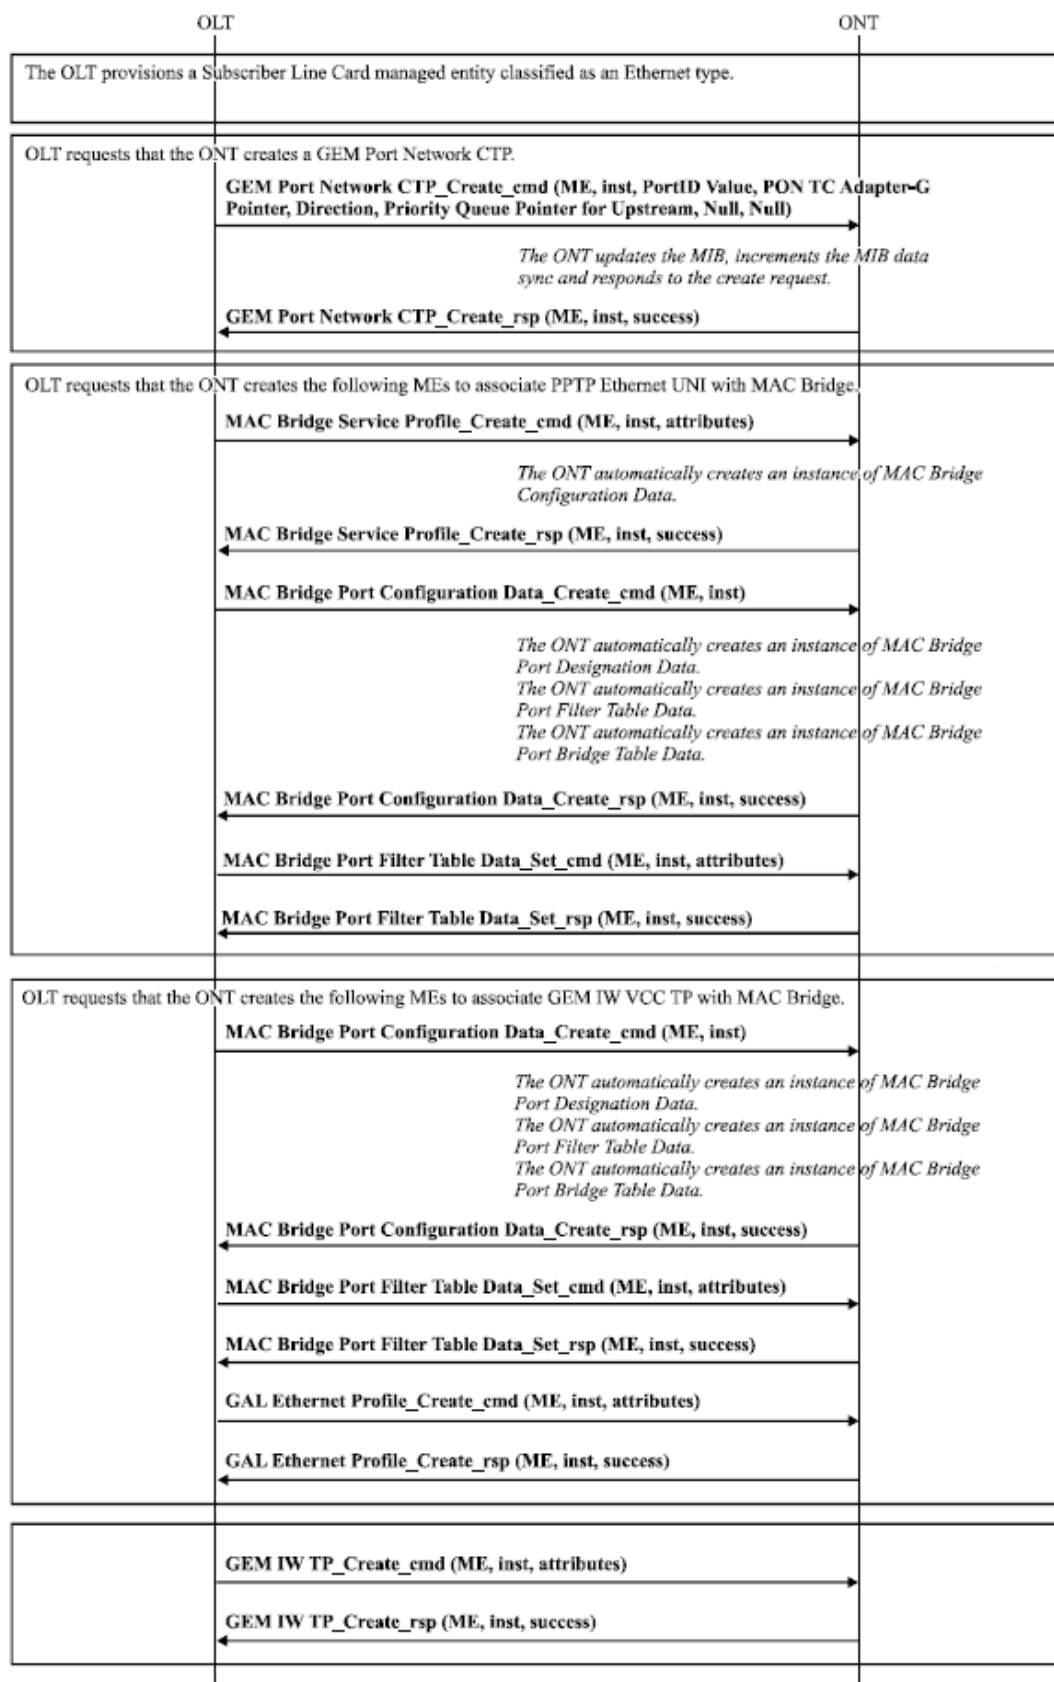 OLT ONT
The OLT provisions a Subscriber Line Card managed entity classified as an Ethernet type.
OLT requests that the ONT creates a GEM Port Network CTP.
GEM Port Network CTP_Create_cmd (ME, inst, PortID Value, PON TC Adapter-G
Pointer, Direction, Priority Queue Pointer for Upstream, Null, Null)
The ONT updates the MIB, increments the MIB data
sync and responds to the create request.
GEM Port Network CTP_Create_rsp (ME, inst, success)
OLT requests that the ONT creates the following MEs to associate PPTP Ethernet UNI with MAC Bridge.
MAC Bridge Service Profile_Create_cmd (ME, inst, attributes)
The ONT automatically creates an instance of MAC Bridge
Configuration Data.
MAC Bridge Service Profile_Create_rsp (ME, inst, success)
MAC Bridge Port Configuration Data_Create_cmd (ME, inst)
The ONT automatically creates an instance of MAC Bridge
Port Designation Data.
The ONT automatically creates an instance of MAC Bridge
Port Filter Table Data.
The ONT automatically creates an instance of MAC Bridge
Port Bridge Table Data.
MAC Bridge Port Configuration Data_Create_rsp (ME, inst, success)
MAC Bridge Port Filter Table Data_Set_cmd (ME, inst, attributes)
MAC Bridge Port Filter Table Data_Set_rsp (ME, inst, success)
OLT requests that the ONT creates the following MEs to associate GEM IW VCC TP with MAC Bridge.
MAC Bridge Port Configuration Data_Create_cmd (ME, inst)
The ONT automatically creates an instance of MAC Bridge
Port Designation Data.
The ONT automatically creates an instance of MAC Bridge
Port Filter Table Data.
The ONT automatically creates an instance of MAC Bridge
Port Bridge Table Data.
MAC Bridge Port Configuration Data_Create_rsp (ME, inst, success)
MAC Bridge Port Filter Table Data_Set_cmd (ME, inst, attributes)
MAC Bridge Port Filter Table Data_Set_rsp (ME, inst, success)
GAL Ethernet Profile_Create_cmd (ME, inst, attributes)
GAL Ethernet Profile_Create_rsp (ME, inst, success)
GEM IW TP_Create_cmd (ME, inst, attributes)
GEM IW TP_Create_rsp (ME, inst, success)